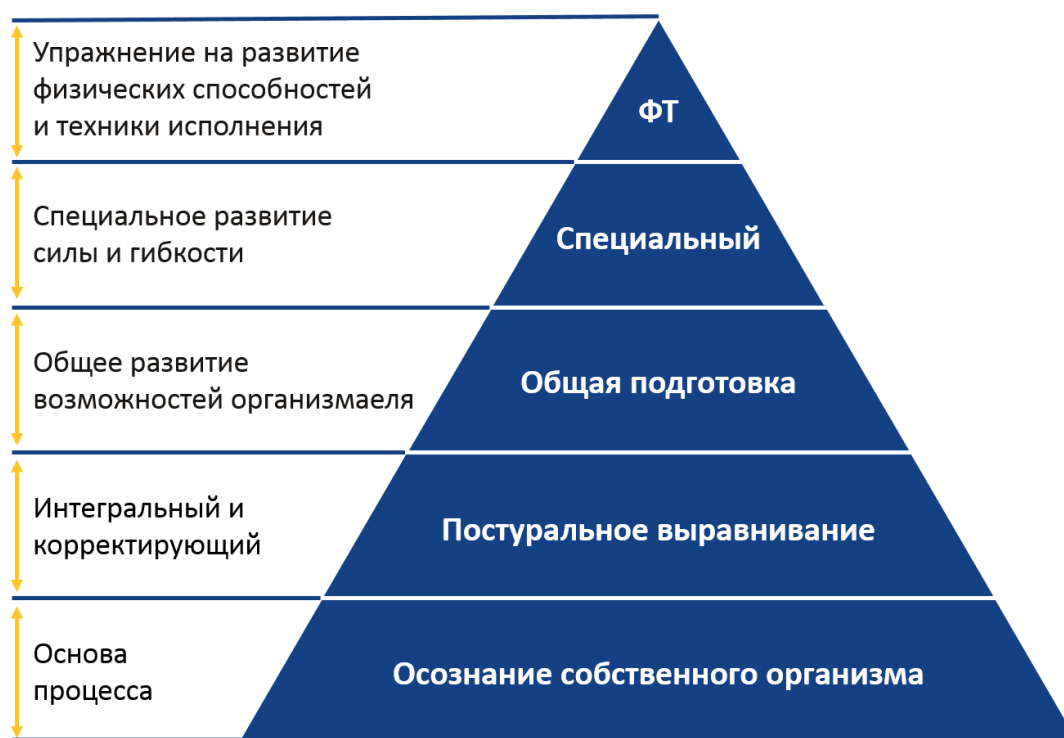 Упражнение на развитие
физических способностей
и техники исполнения
ФТ
Специальное развитие
силы и гибкости
Специальный
Общее развитие
возможностей организмаеля
Общая подготовка
Интегральный и
корректирующий
Постуральное выравнивание
Основа
процесса
Осознание собственного организма